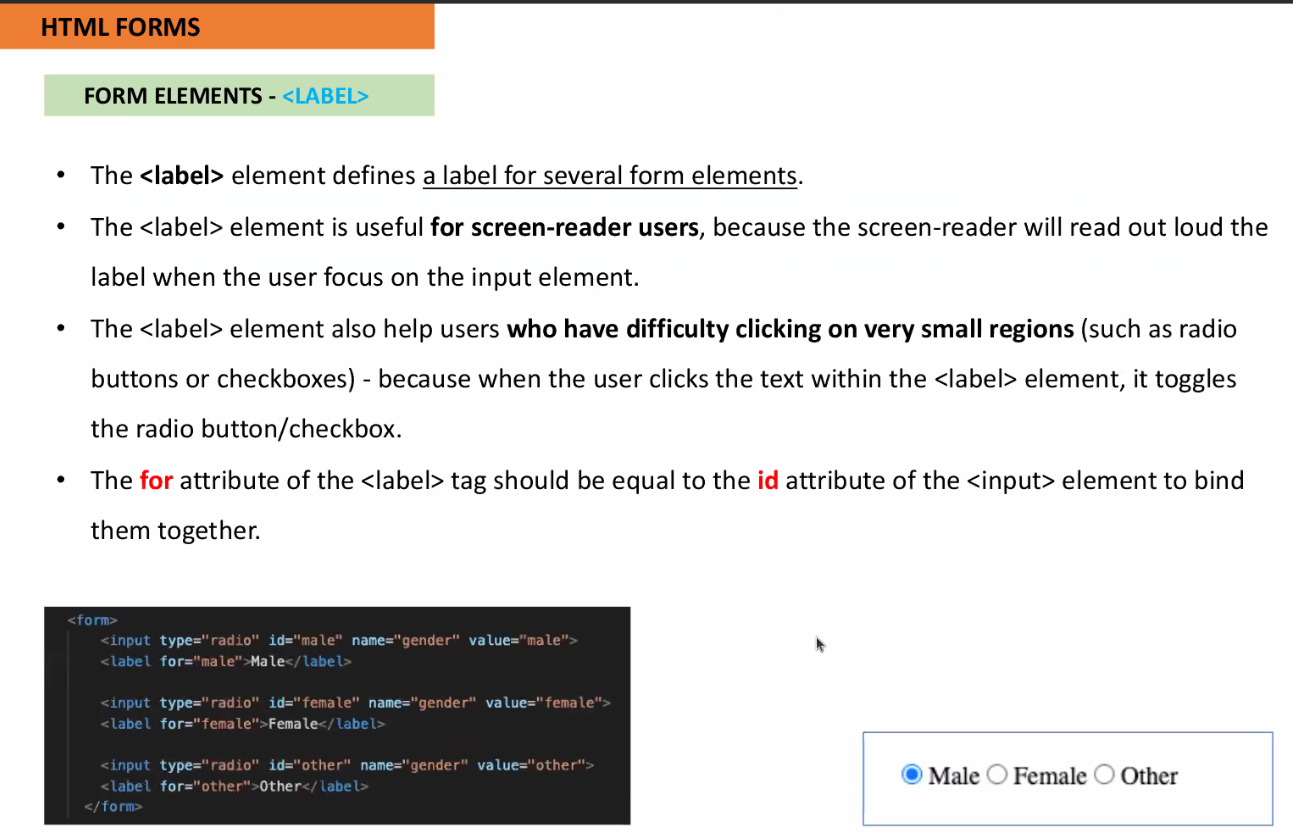 HTML FORMS
FORM ELEMENTS - <LABEL>
• The <label> element defines a label for several form elements.
• The <label> element is useful for screen-reader users, because the screen-reader will read out loud the
label when the user focus on the input element.
• The <label> element also help users who have difficulty clicking on very small regions (such as radio
buttons or checkboxes) - because when the user clicks the text within the <label> element, it toggles
the radio button/checkbox.
• The for attribute of the <label> tag should be equal to the id attribute of the <input> element to bind
them together.
<form>
<input type="radio" id="male" name="gender" value="male">
<label for="male">Male</label>
<input type="radio" id="female" name="gender" value="female">
<label for="female">Female</label>
<input type="radio" id="other" name="gender" value="other">
<label for="other">Other</label>
</form>
Male Female Other